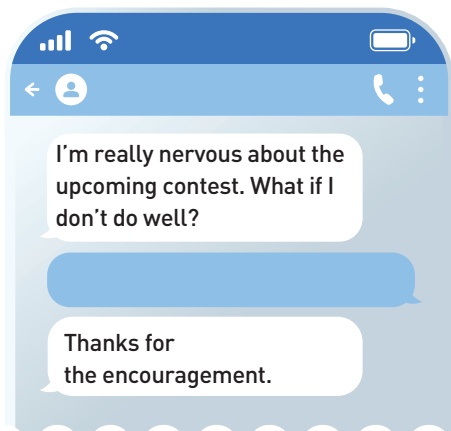 I'm really nervous about the
upcoming contest. What if I
don't do well?
Thanks for
the encouragement.